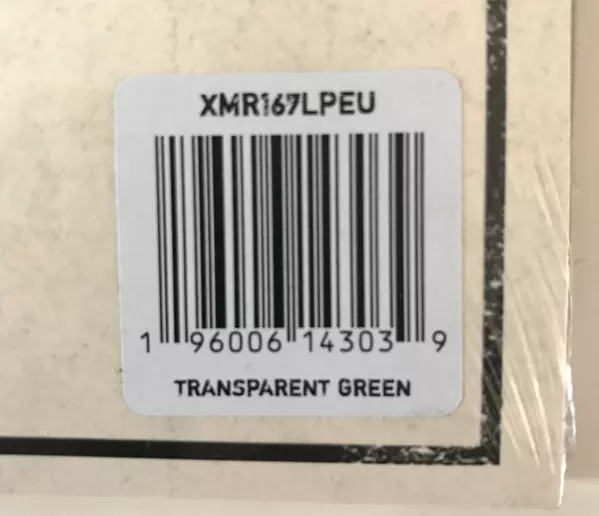 XMR167LPEU
1 96006 14303 9
TRANSPARENT GREEN